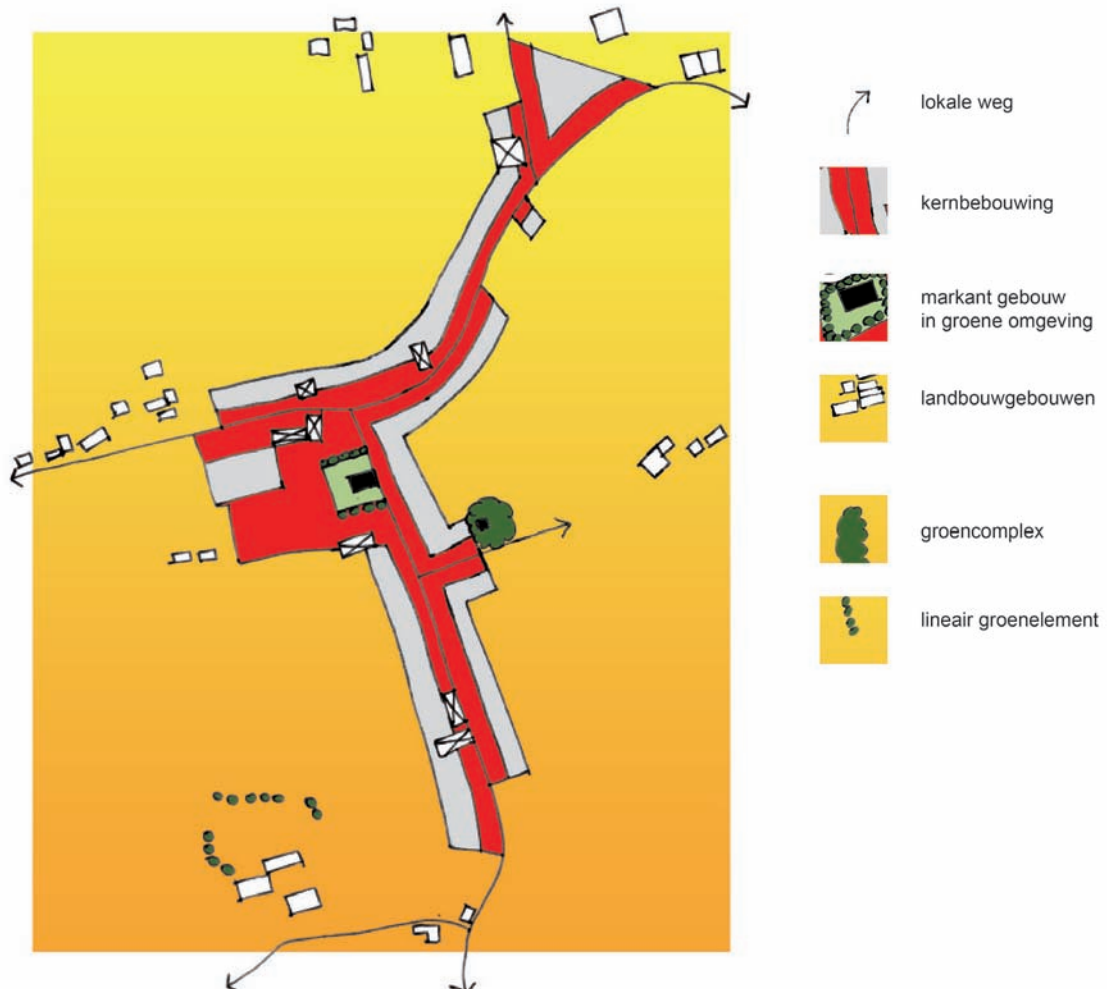 lokale weg
kernbebouwing
markant gebouw
in groene omgeving
landbouwgebouwen
groencomplex
lineair groenelement